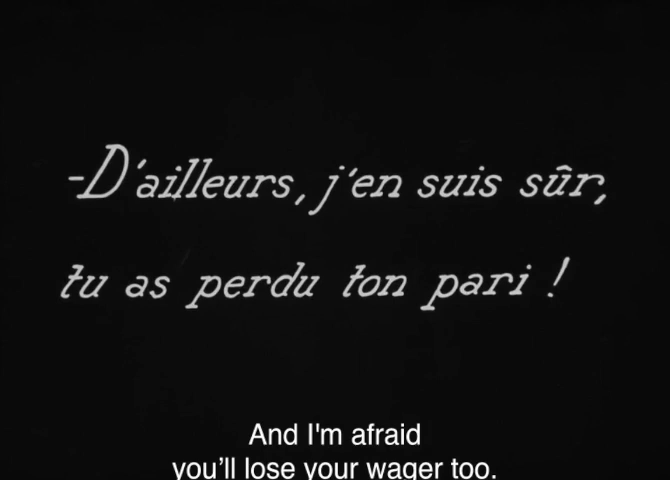 -D'ailleurs, j'en suis sûr,
tu as perdu ton pari !
And I'm afraid
you'll lose your wager too.